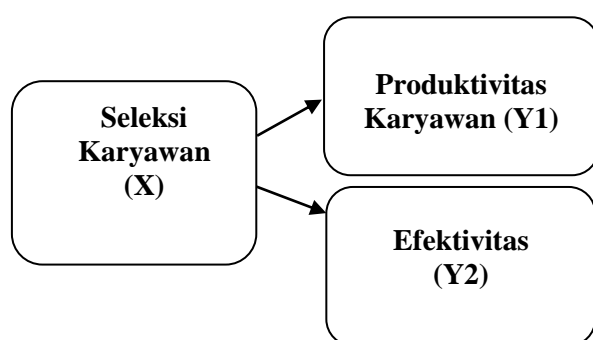 Seleksi
Karyawan
(X)
Produktivitas
Karyawan (Y1)
Efektivitas
(Y2)